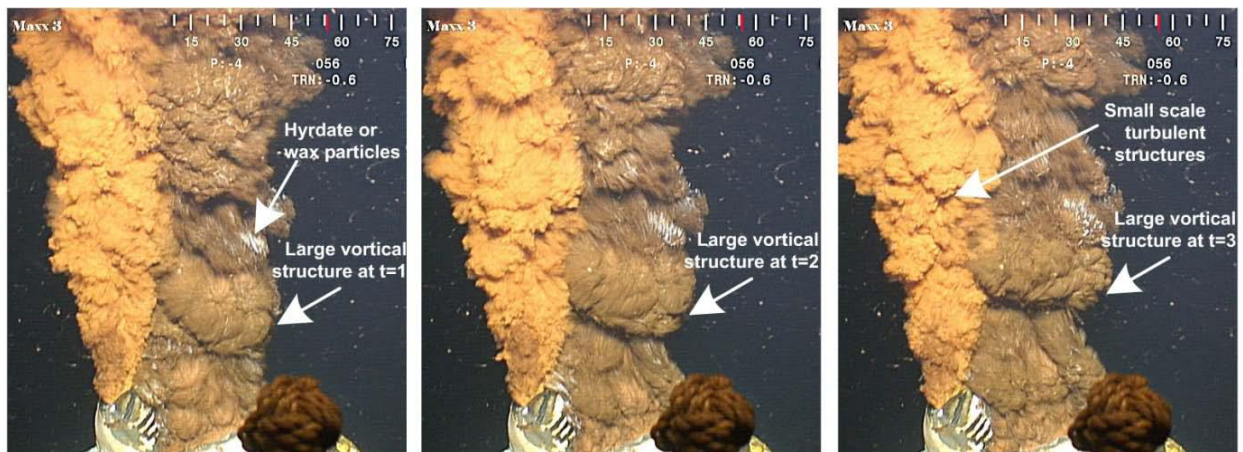 Maxx 3
15 30 45 60 75
P:-4 056
TRN:-0.6
Hyrdate or
wax particles
Large vortical
structure at t=1
Maxx 3
15 30 45 60 75
P:-4 056
TRN:-0.6
Large vortical
structure at t=2
Maxx 3
15 30 45 60 75
P:-4 056
TRN:-0.6
Small scale
turbulent
structures
Large vortical
structure at t=3